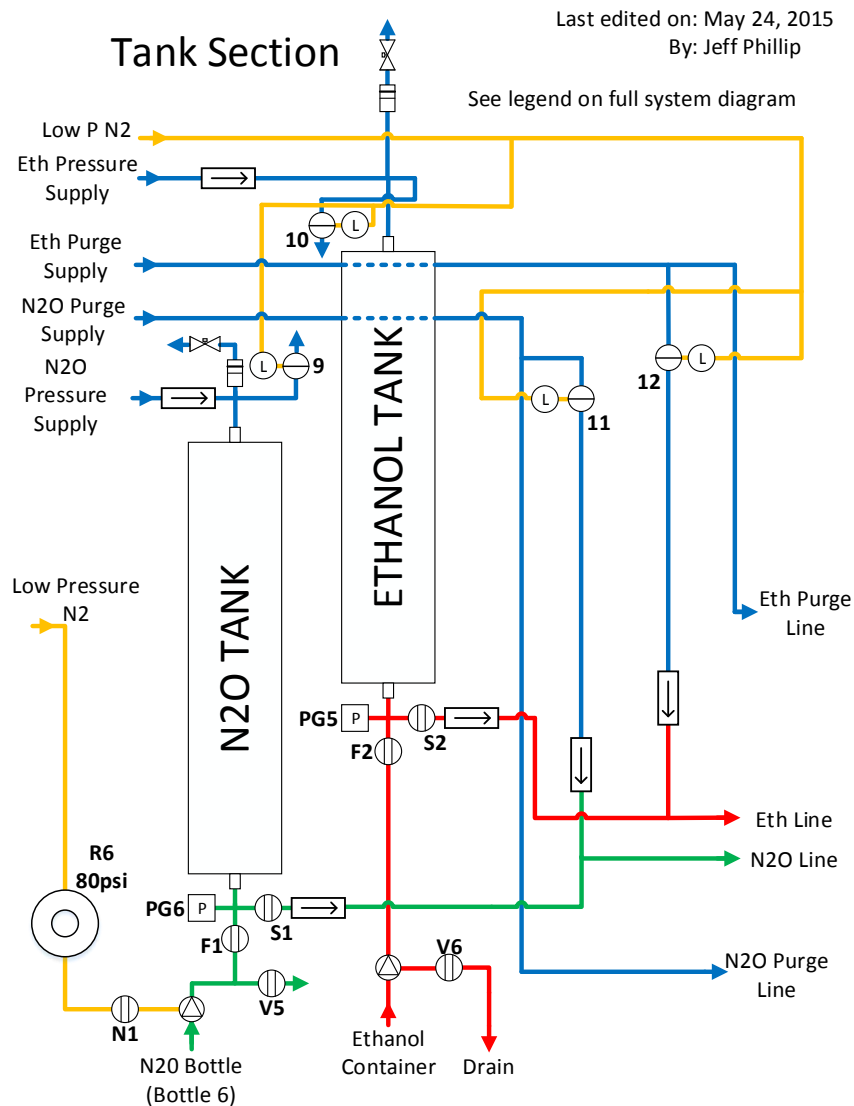 Last edited on: May 24, 2015
By: Jeff Phillip
Tank Section
See legend on full system diagram
Low P N2
Eth Pressure
Supply
L
10
Eth Purge
Supply
N2O Purge
Supply
N2O
Pressure
Supply
L
9
L
12
L
11
ETHANOL TANK
N2O TANK
Low Pressure
N2
Eth Purge
Line
PG5
P
S2
F2
Eth Line
N2O Line
R6
80psi
PG6
P
S1
F1
V6
V5
N2O Purge
Line
N1
N20 Bottle
(Bottle 6)
Ethanol
Container
Drain